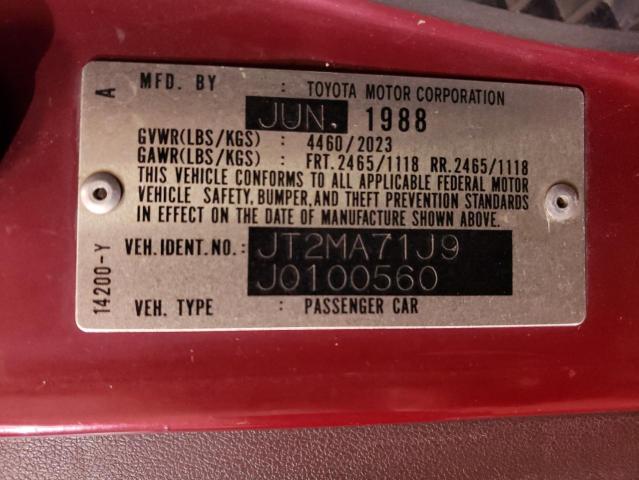 A
MFD. BY : TOYOTA MOTOR CORPORATION
JUN. 1988
GVWR(LBS/KGS) : 4460/2023
GAWR(LBS/KGS) : FRT. 2465/1118 RR. 2465/1118
THIS VEHICLE CONFORMS TO ALL APPLICABLE FEDERAL MOTOR
VEHICLE SAFETY, BUMPER, AND THEFT PREVENTION STANDARDS
IN EFFECT ON THE DATE OF MANUFACTURE SHOWN ABOVE.
VEH. IDENT. NO. : JT2MA71J9
J0100560
VEH. TYPE : PASSENGER CAR
14200-Y